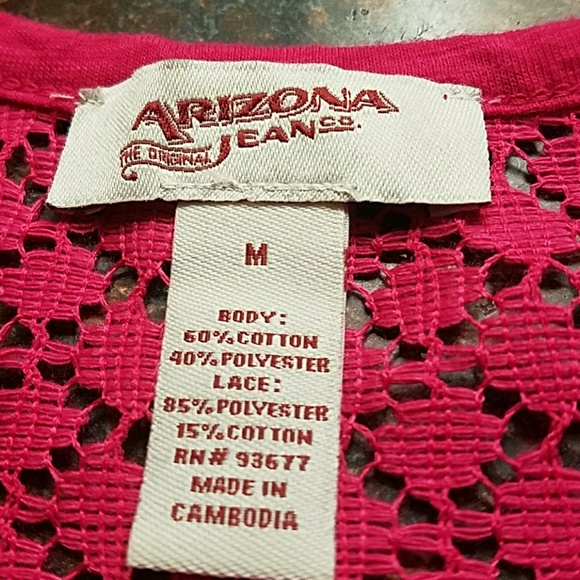 ARIZONA
THE ORIGINAL JEAN CO.
M
BODY:
60% COTTON
40% POLYESTER
LACE:
85% POLYESTER
15% COTTON
RN# 93677
MADE IN
CAMBODIA